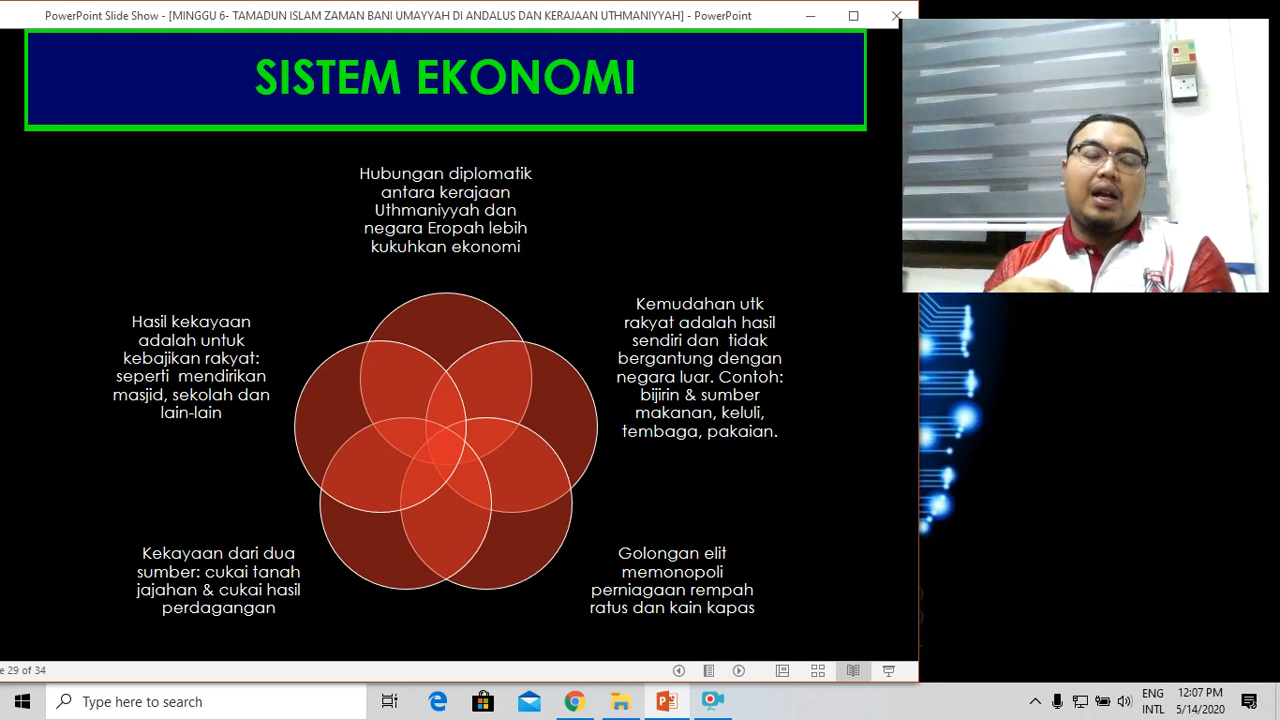 PowerPoint Slide Show - [MINGGU 6- TAMADUN ISLAM ZAMAN BANI UMAYYAH DI ANDALUS DAN KERAJAAN UTHMANIYYAH] - PowerPoint
SISTEM EKONOMI
Hubungan diplomatik
antara kerajaan
Uthmaniyyah dan
negara Eropah lebih
kukuhkan ekonomi
Kemudahan utk
rakyat adalah hasil
sendiri dan tidak
bergantung dengan
negara luar. Contoh:
bijirin & sumber
makanan, keluli,
tembaga, pakaian.
Golongan elit
memonopoli
perniagaan rempah
ratus dan kain kapas
Kekayaan dari dua
sumber: cukai tanah
jajahan & cukai hasil
perdagangan
Hasil kekayaan
adalah untuk
kebajikan rakyat:
seperti mendirikan
masjid, sekolah dan
lain-lain
e 29 of 34
Type here to search
ENG
INTL
12:07 PM
5/14/2020